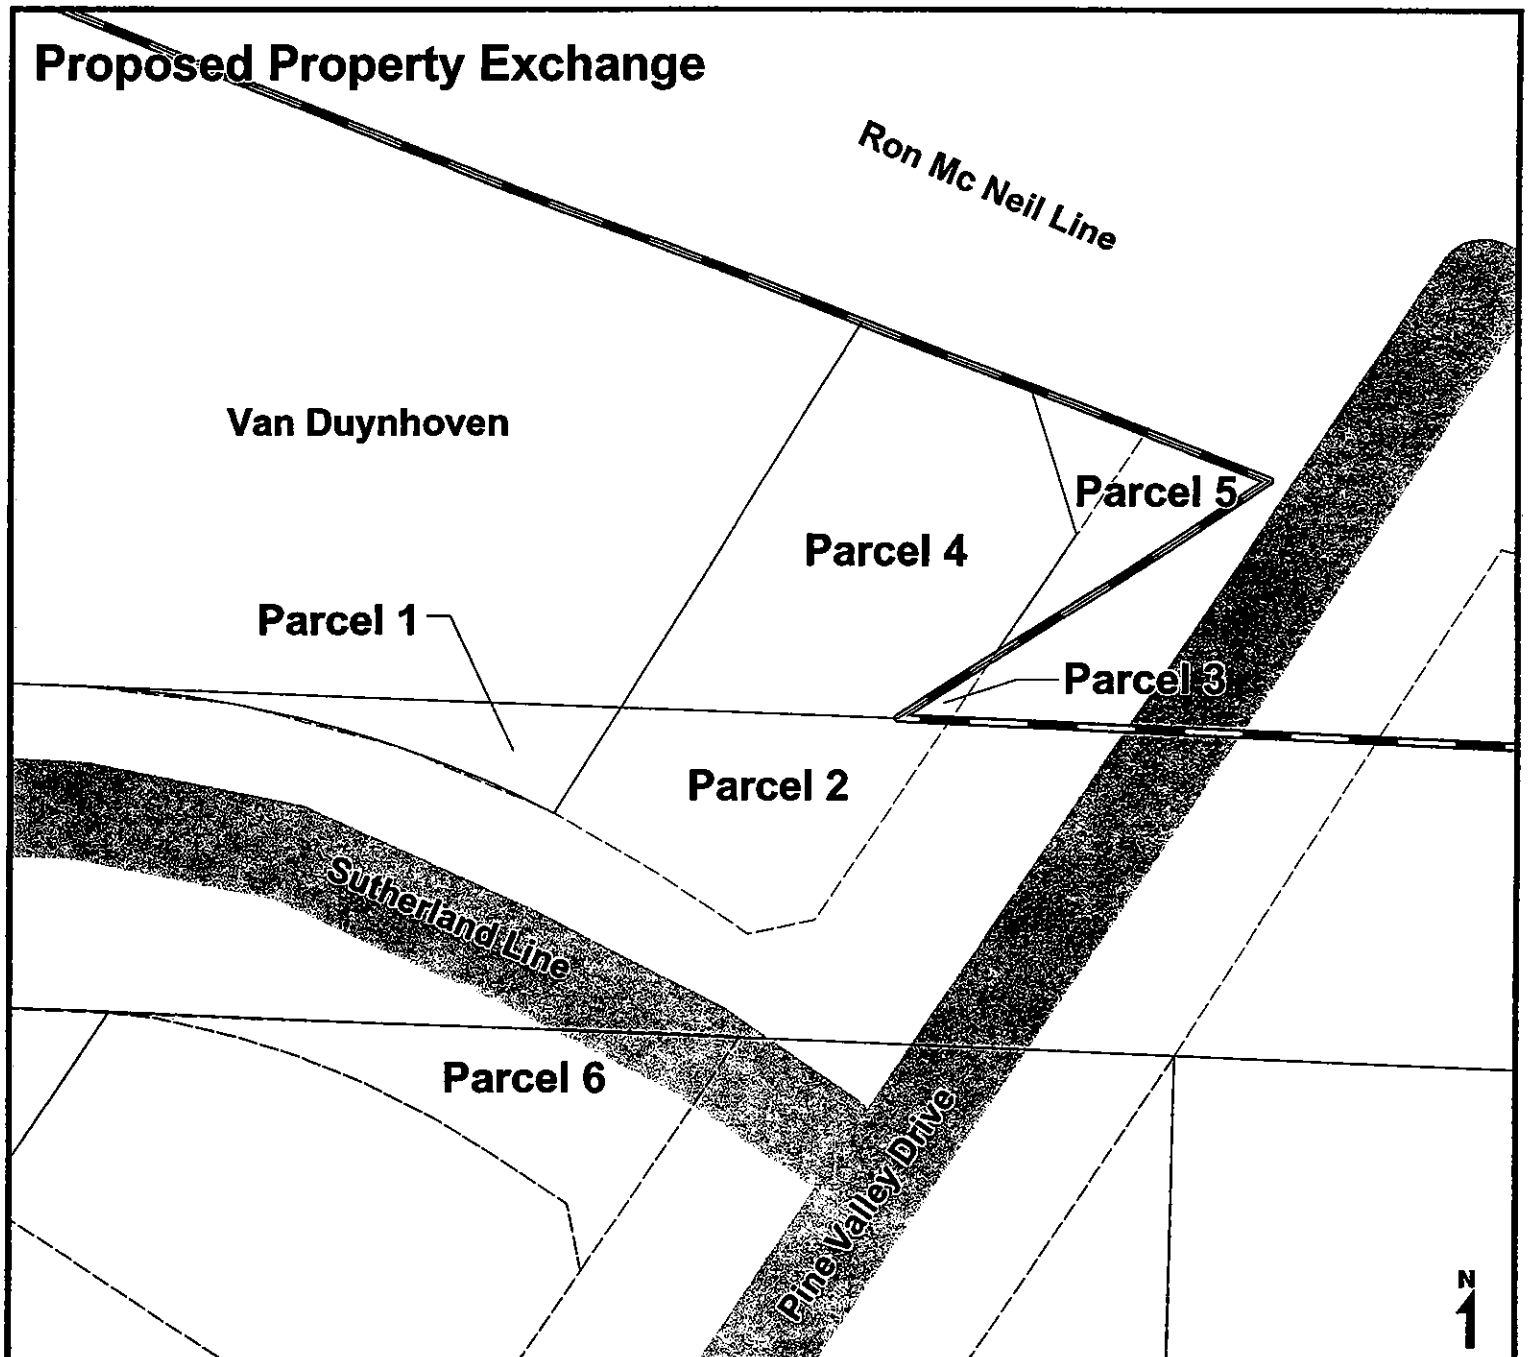 Proposed Property Exchange
Ron Mc Neil Line
Van Duynhoven
Parcel 5
Parcel 4
Parcel 1
Parcel 3
Parcel 2
Sutherland Line
Parcel 6
Pine Valley Drive
N